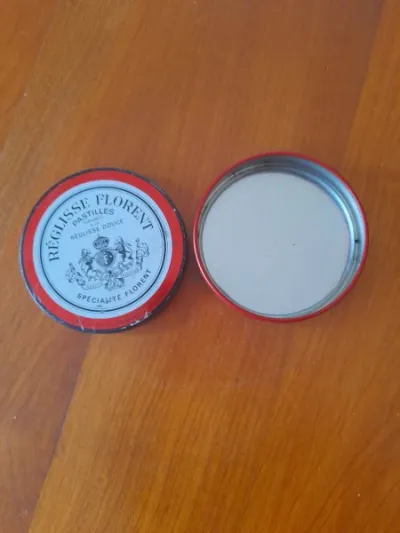 RÉGLISSE FLORENT
PASTILLES
RÉGLISSE DOUCE
SPÉCIALITÉ FLORENT